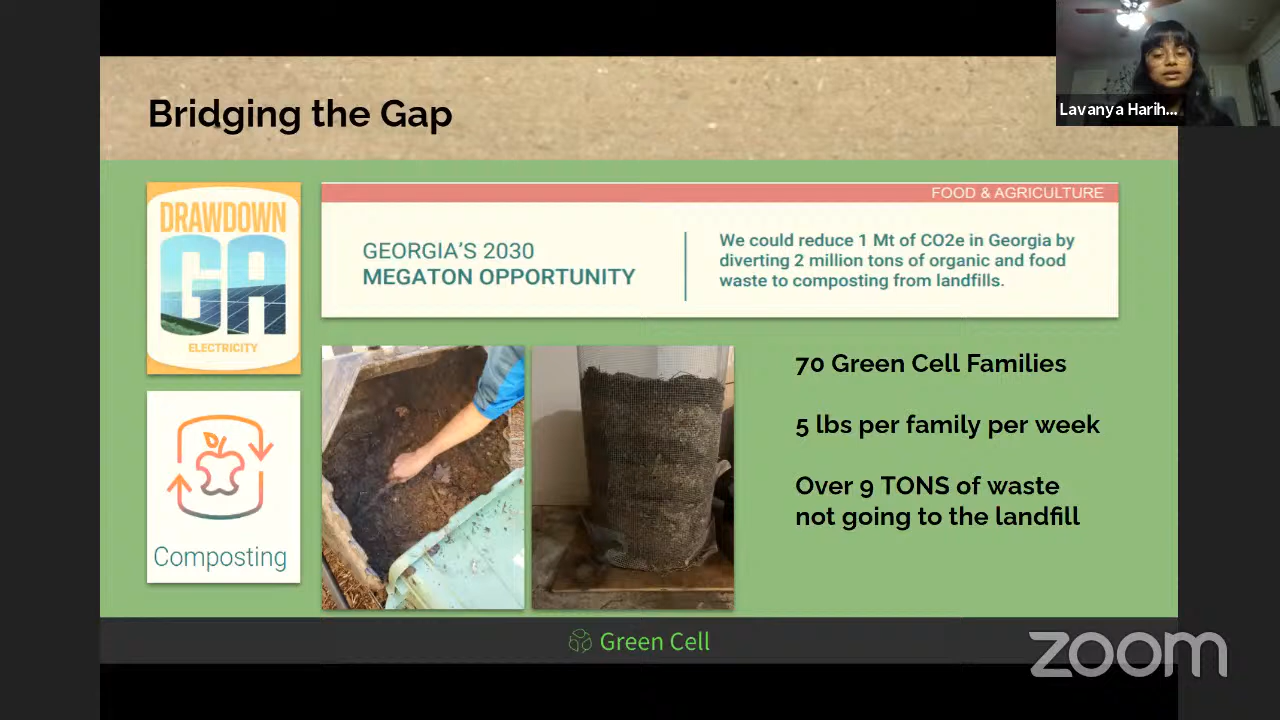 Bridging the Gap
Lavanya Harih...
DRAWDOWN
GA
ELECTRICITY
FOOD & AGRICULTURE
GEORGIA'S 2030
MEGATON OPPORTUNITY
We could reduce 1 Mt of CO2e in Georgia by
diverting 2 million tons of organic and food
waste to composting from landfills.
Composting
70 Green Cell Families
5 lbs per family per week
Over 9 TONS of waste
not going to the landfill
Green Cell
zoom